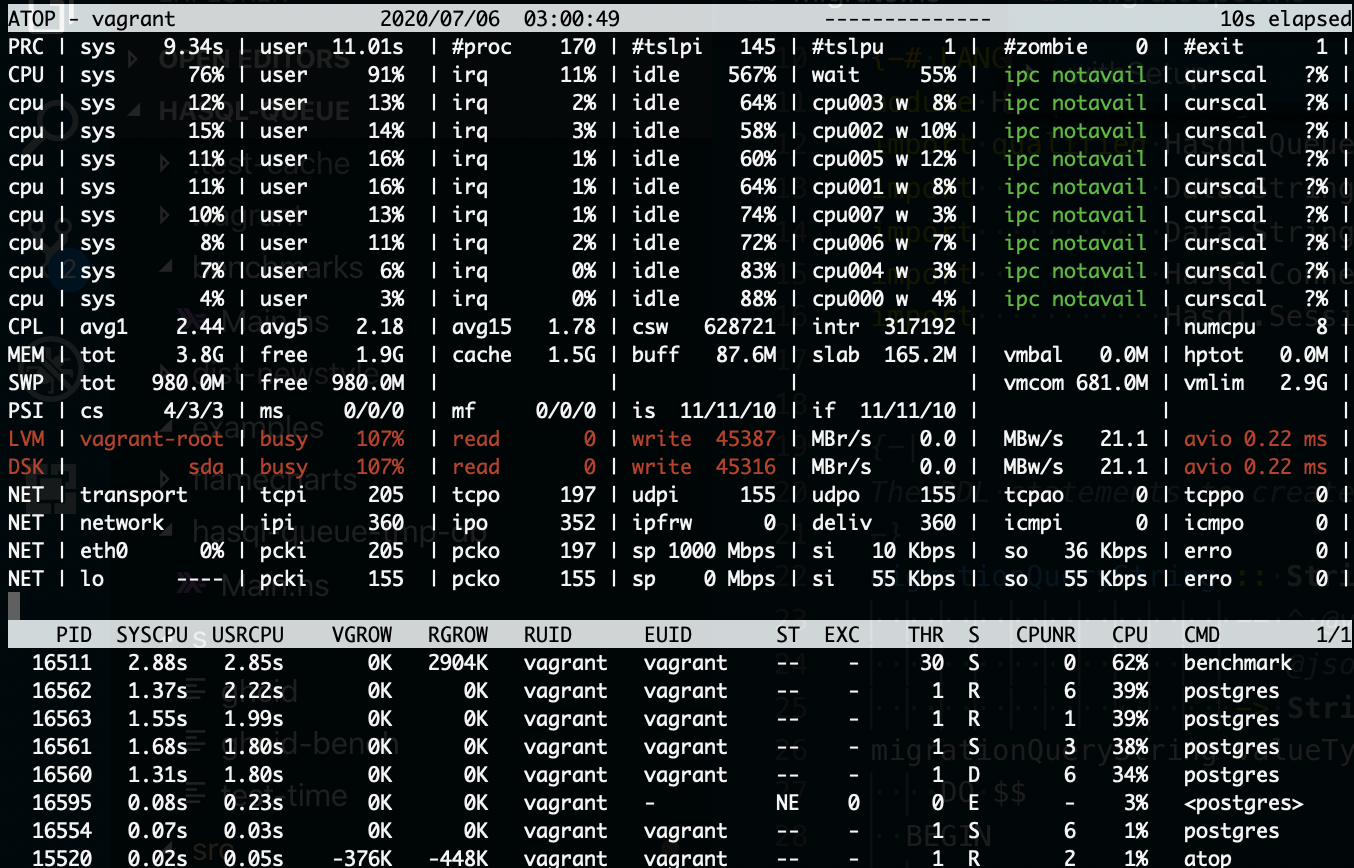 ATOP - vagrant 2020/07/06 03:00:49 -------------- 10s elapsed
PRC | sys 9.34s | user 11.01s | #proc 170 | #tslpi 145 | #tslpu 1 | #zombie 0 | #exit 1 |
CPU | sys 76% | user 91% | irq 11% | idle 567% | wait 55% | ipc notavail | curscal ?% |
cpu | sys 12% | user 13% | irq 2% | idle 64% | cpu003 w 8% | ipc notavail | curscal ?% |
cpu | sys 15% | user 14% | irq 3% | idle 58% | cpu002 w 10% | ipc notavail | curscal ?% |
cpu | sys 11% | user 16% | irq 1% | idle 60% | cpu005 w 12% | ipc notavail | curscal ?% |
cpu | sys 11% | user 16% | irq 1% | idle 64% | cpu001 w 8% | ipc notavail | curscal ?% |
cpu | sys 10% | user 13% | irq 1% | idle 74% | cpu007 w 3% | ipc notavail | curscal ?% |
cpu | sys 8% | user 11% | irq 2% | idle 72% | cpu006 w 7% | ipc notavail | curscal ?% |
cpu | sys 7% | user 6% | irq 0% | idle 83% | cpu004 w 3% | ipc notavail | curscal ?% |
cpu | sys 4% | user 3% | irq 0% | idle 88% | cpu000 w 4% | ipc notavail | curscal ?% |
CPL | avg1 2.44 | avg5 2.18 | avg15 1.78 | csw 628721 | intr 317192 | | numcpu 8 |
MEM | tot 3.8G | free 1.9G | cache 1.5G | buff 87.6M | slab 165.2M | vmbal 0.0M | hptot 0.0M |
SWP | tot 980.0M | free 980.0M | | | | vmcom 681.0M | vmlim 2.9G |
PSI | cs 4/3/3 | ms 0/0/0 | mf 0/0/0 | is 11/11/10 | if 11/11/10 | | |
LVM | vagrant-root | busy 107% | read 0 | write 45387 | MBr/s 0.0 | MBw/s 21.1 | avio 0.22 ms |
DSK | sda | busy 107% | read 0 | write 45316 | MBr/s 0.0 | MBw/s 21.1 | avio 0.22 ms |
NET | transport | tcpi 205 | tcpo 197 | udpi 155 | udpo 155 | tcpao 0 | tcppo 0 |
NET | network | ipi 360 | ipo 352 | ipfrw 0 | deliv 360 | icmpi 0 | icmpo 0 |
NET | eth0 0% | pcki 205 | pcko 197 | sp 1000 Mbps | si 10 Kbps | so 36 Kbps | erro 0 |
NET | lo ---- | pcki 155 | pcko 155 | sp 0 Mbps | si 55 Kbps | so 55 Kbps | erro 0 |
PID SYSCPU USRCPU VGROW RGROW RUID EUID ST EXC THR S CPUNR CPU CMD 1/1
16511 2.88s 2.85s 0K 2904K vagrant vagrant -- - 30 S 0 62% benchmark
16562 1.37s 2.22s 0K 0K vagrant vagrant -- - 1 R 6 39% postgres
16563 1.55s 1.99s 0K 0K vagrant vagrant -- - 1 R 1 39% postgres
16561 1.68s 1.80s 0K 0K vagrant vagrant -- - 1 S 3 38% postgres
16560 1.31s 1.80s 0K 0K vagrant vagrant -- - 1 D 6 34% postgres
16595 0.08s 0.23s 0K 0K vagrant - NE 0 0 E - 3% <postgres>
16554 0.07s 0.03s 0K 0K vagrant vagrant -- - 1 S 6 1% postgres
15520 0.02s 0.05s -376K -448K vagrant vagrant -- - 1 R 2 1% atop